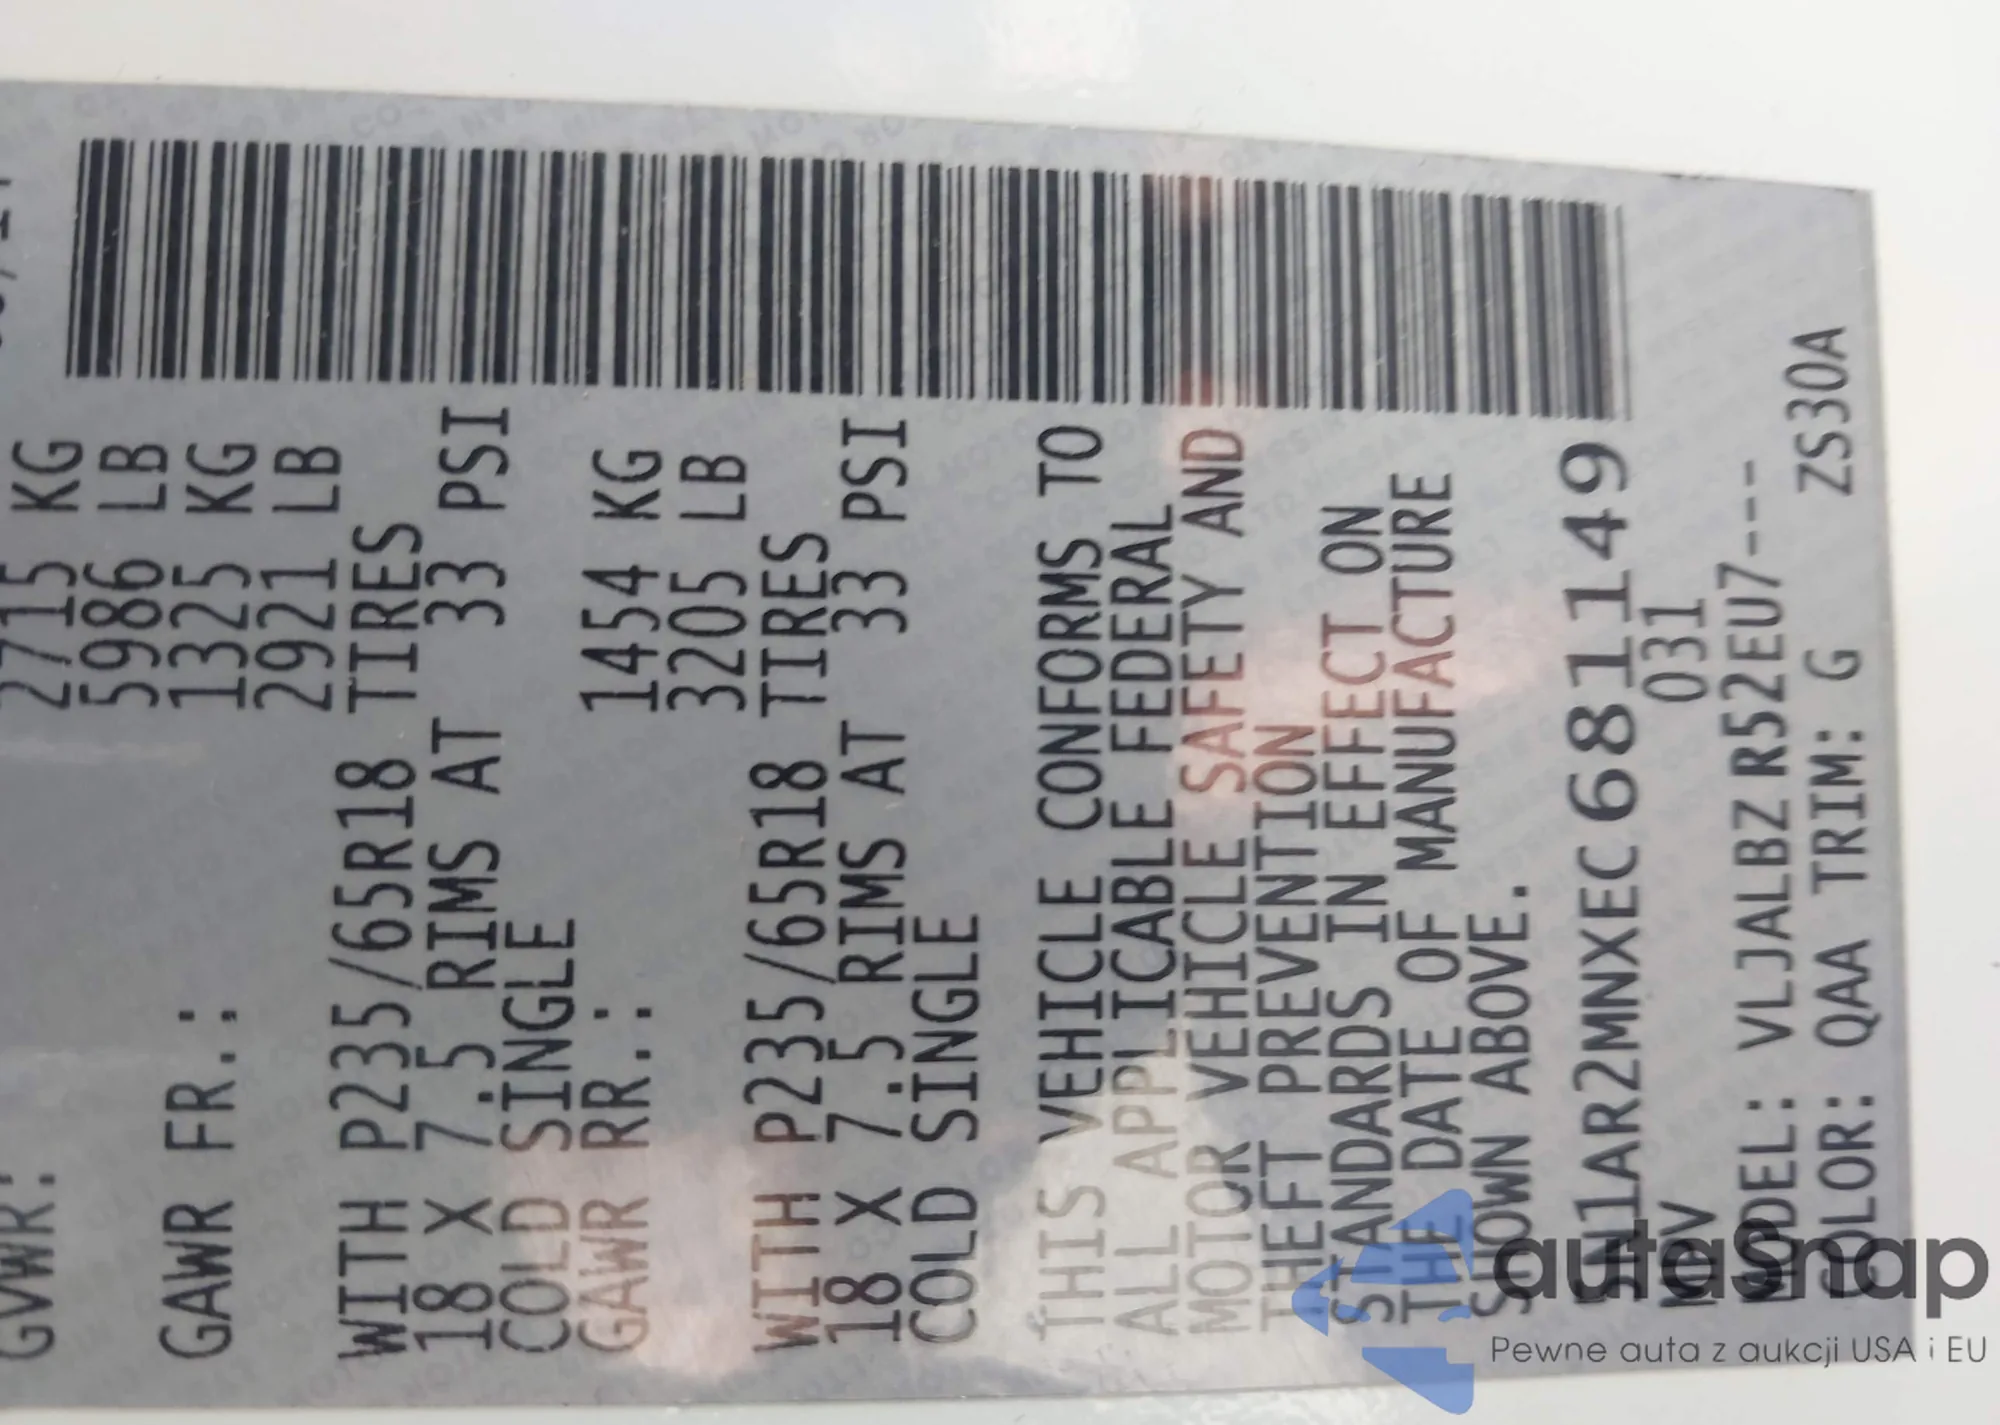 GVWR: 2715 KG
5986 LB
GAWR FR.: 1325 KG
2921 LB
WITH P235/65R18 TIRES
18 X 7.5 RIMS AT 33 PSI
COLD SINGLE
GAWR RR.: 1454 KG
3205 LB
WITH P235/65R18 TIRES
18 X 7.5 RIMS AT 33 PSI
COLD SINGLE
THIS VEHICLE CONFORMS TO
ALL APPLICABLE FEDERAL
MOTOR VEHICLE SAFETY AND
THEFT PREVENTION
STANDARDS IN EFFECT ON
THE DATE OF MANUFACTURE
SHOWN ABOVE.
5N1AR2MNXEC681149
MPV 031
MODEL: VLJALBZ R52EU7---
COLOR: QAA TRIM: G ZS30A
autaSnap
Pewne auta z aukcji USA i EU